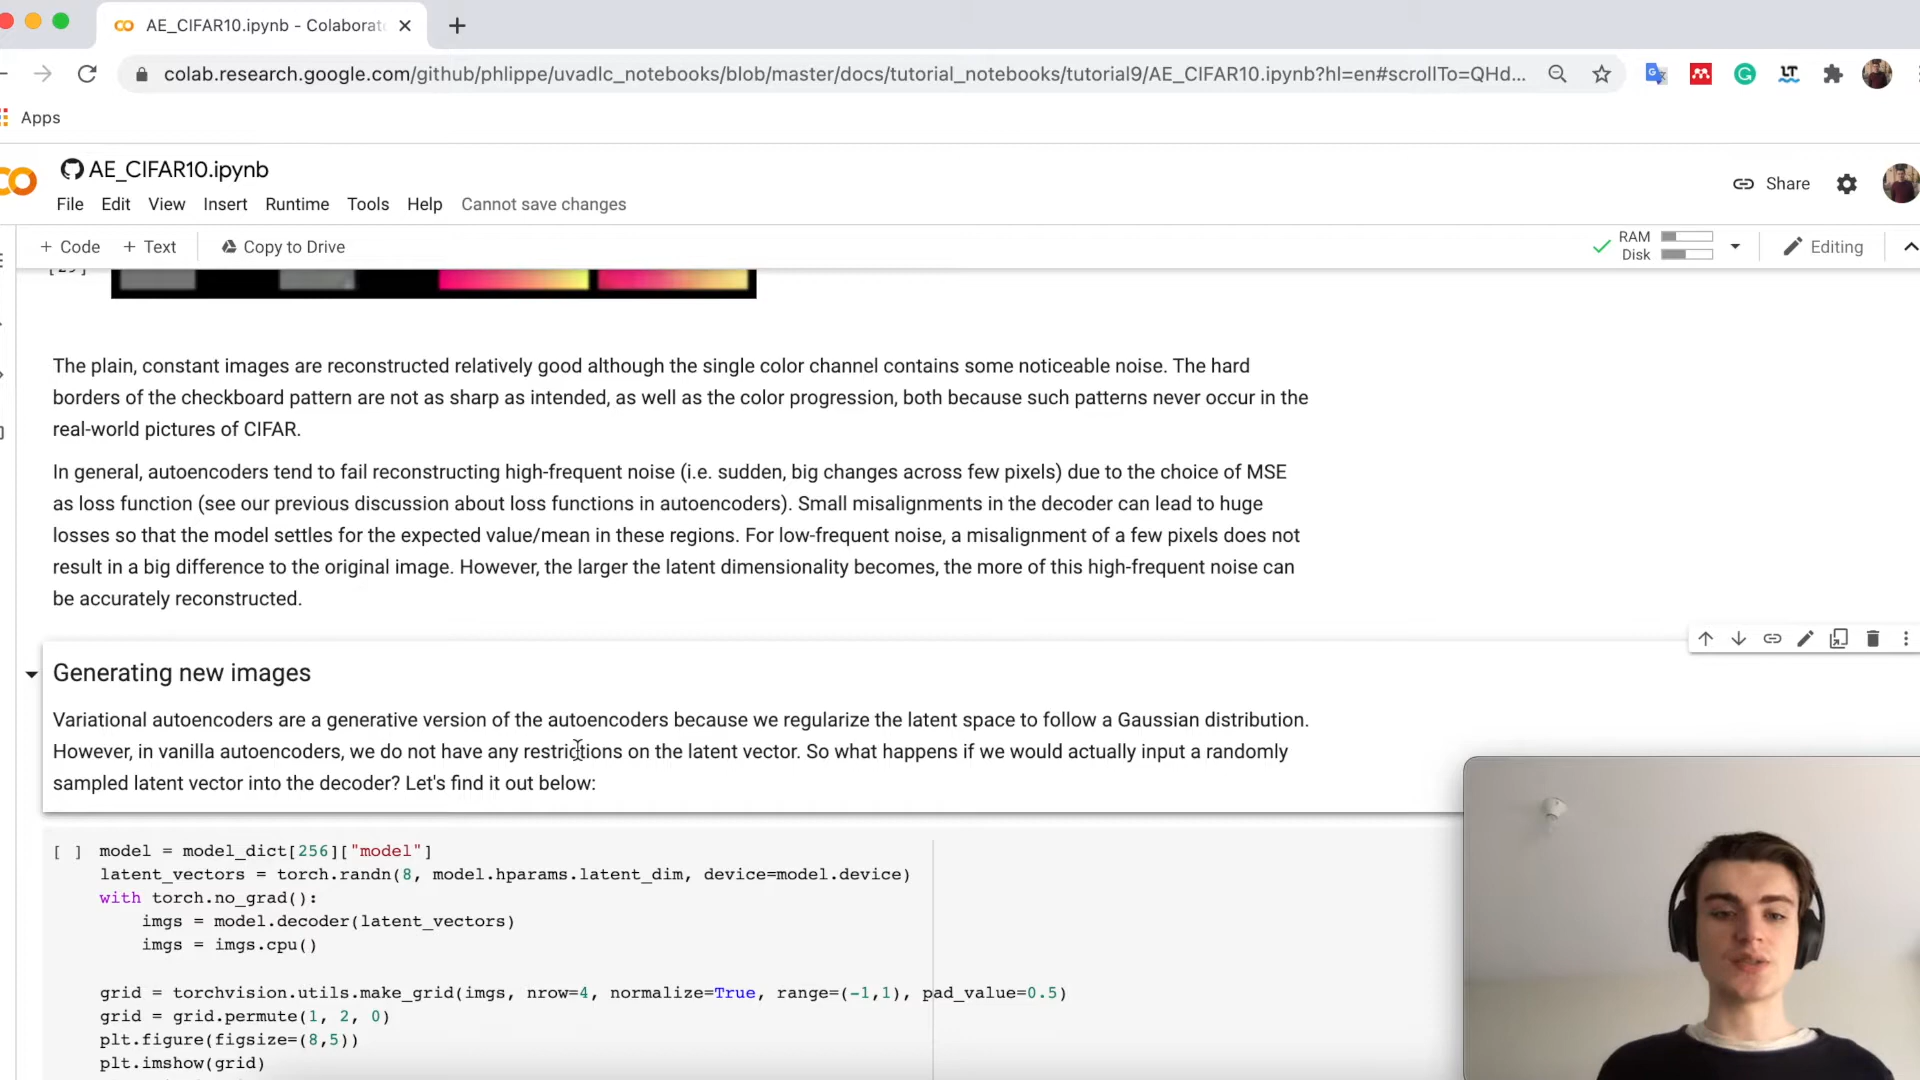 AE_CIFAR10.ipynb - Colaborat
colab.research.google.com/github/phlippe/uvadlc_notebooks/blob/master/docs/tutorial_notebooks/tutorial9/AE_CIFAR10.ipynb?hl=en#scrollTo=QHd...
Apps
AE_CIFAR10.ipynb
Share
File Edit View Insert Runtime Tools Help Cannot save changes
+ Code + Text Copy to Drive
RAM
Disk
Editing
The plain, constant images are reconstructed relatively good although the single color channel contains some noticeable noise. The hard
borders of the checkboard pattern are not as sharp as intended, as well as the color progression, both because such patterns never occur in the
real-world pictures of CIFAR.
In general, autoencoders tend to fail reconstructing high-frequent noise (i.e. sudden, big changes across few pixels) due to the choice of MSE
as loss function (see our previous discussion about loss functions in autoencoders). Small misalignments in the decoder can lead to huge
losses so that the model settles for the expected value/mean in these regions. For low-frequent noise, a misalignment of a few pixels does not
result in a big difference to the original image. However, the larger the latent dimensionality becomes, the more of this high-frequent noise can
be accurately reconstructed.
Generating new images
Variational autoencoders are a generative version of the autoencoders because we regularize the latent space to follow a Gaussian distribution.
However, in vanilla autoencoders, we do not have any restrictions on the latent vector. So what happens if we would actually input a randomly
sampled latent vector into the decoder? Let's find it out below:
[ ] model = model_dict[256]["model"]
latent_vectors = torch.randn(8, model.hparams.latent_dim, device=model.device)
with torch.no_grad():
imgs = model.decoder(latent_vectors)
imgs = imgs.cpu()
grid = torchvision.utils.make_grid(imgs, nrow=4, normalize=True, range=(-1,1), pad_value=0.5)
grid = grid.permute(1, 2, 0)
plt.figure(figsize=(8,5))
plt.imshow(grid)